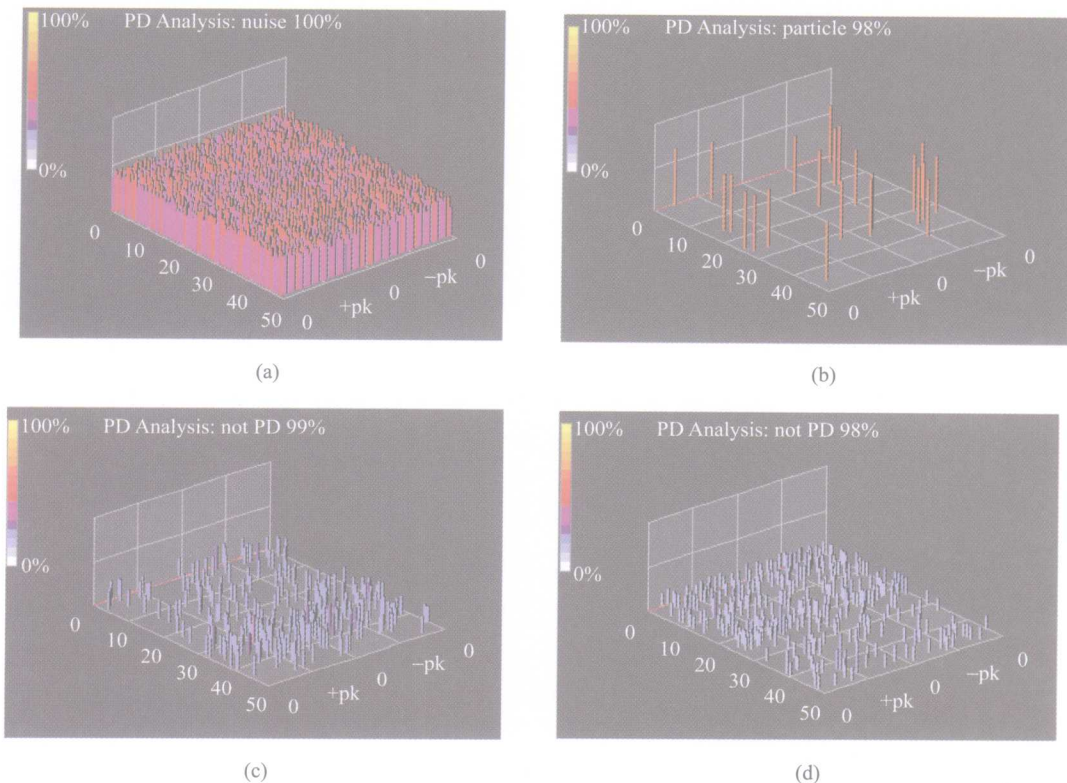 100% PD Analysis: nuise 100%
0%
0
10
20
30
40
50
0
+pk
0
−pk
0
(a)
100% PD Analysis: particle 98%
0%
0
10
20
30
40
50
0
+pk
0
−pk
0
(b)
100% PD Analysis: not PD 99%
0%
0
10
20
30
40
50
0
+pk
0
−pk
0
(c)
100% PD Analysis: not PD 98%
0%
0
10
20
30
40
50
0
+pk
0
−pk
0
(d)